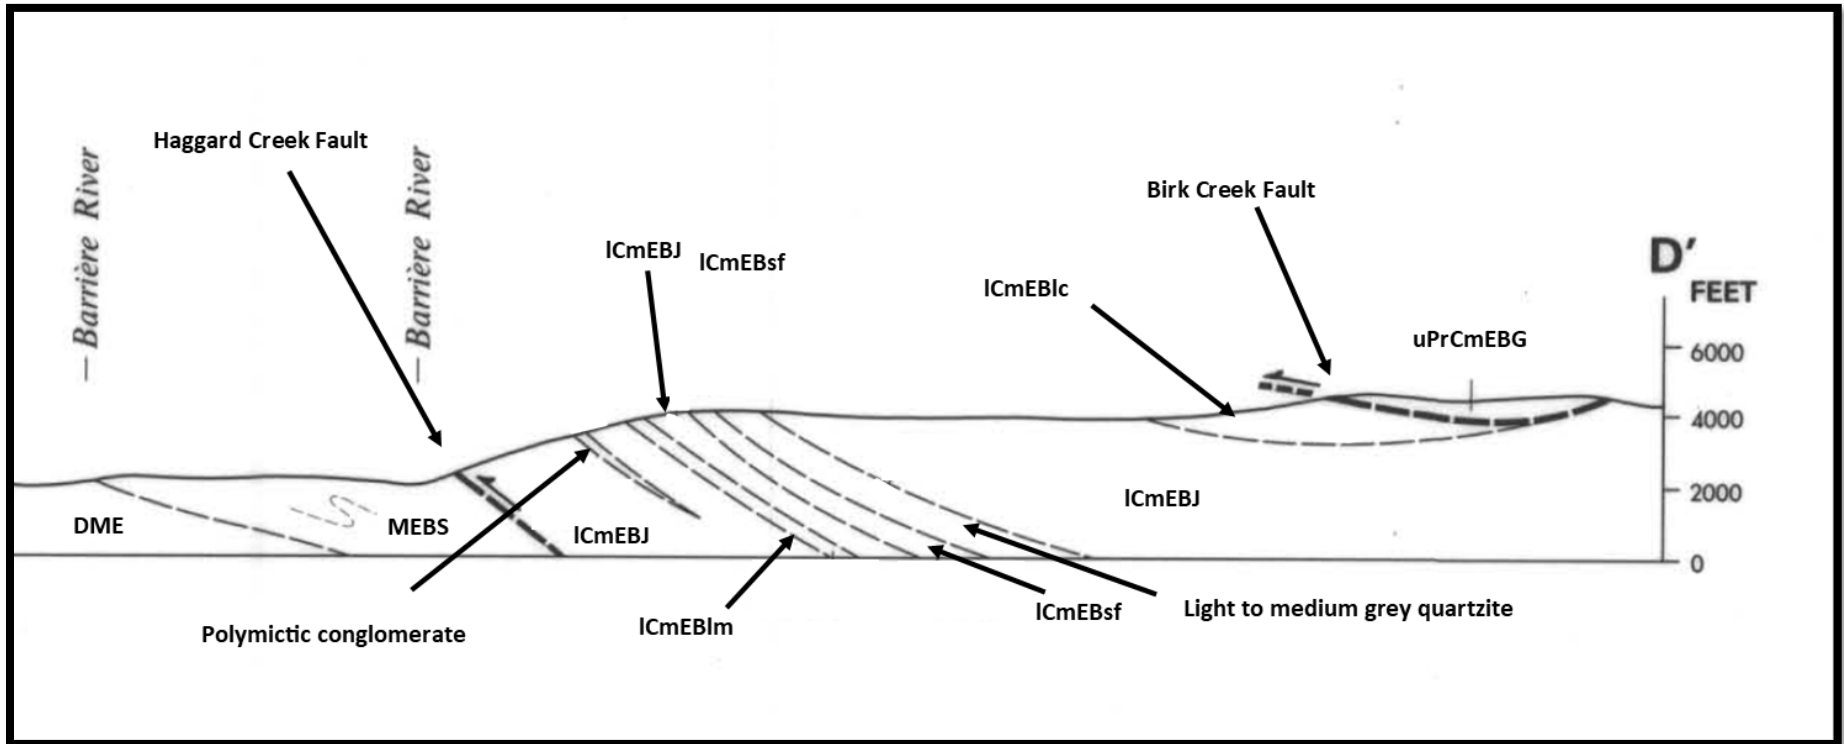 Haggard Creek Fault
—Barrière River
—Barrière River
Birk Creek Fault
lCmEBJ
lCmEBsf
lCmEBlc
D′
FEET
uPrCmEBG
6000
4000
2000
0
lCmEBJ
DME
MEBS
lCmEBJ
Polymictic conglomerate
lCmEBlm
lCmEBsf
Light to medium grey quartzite